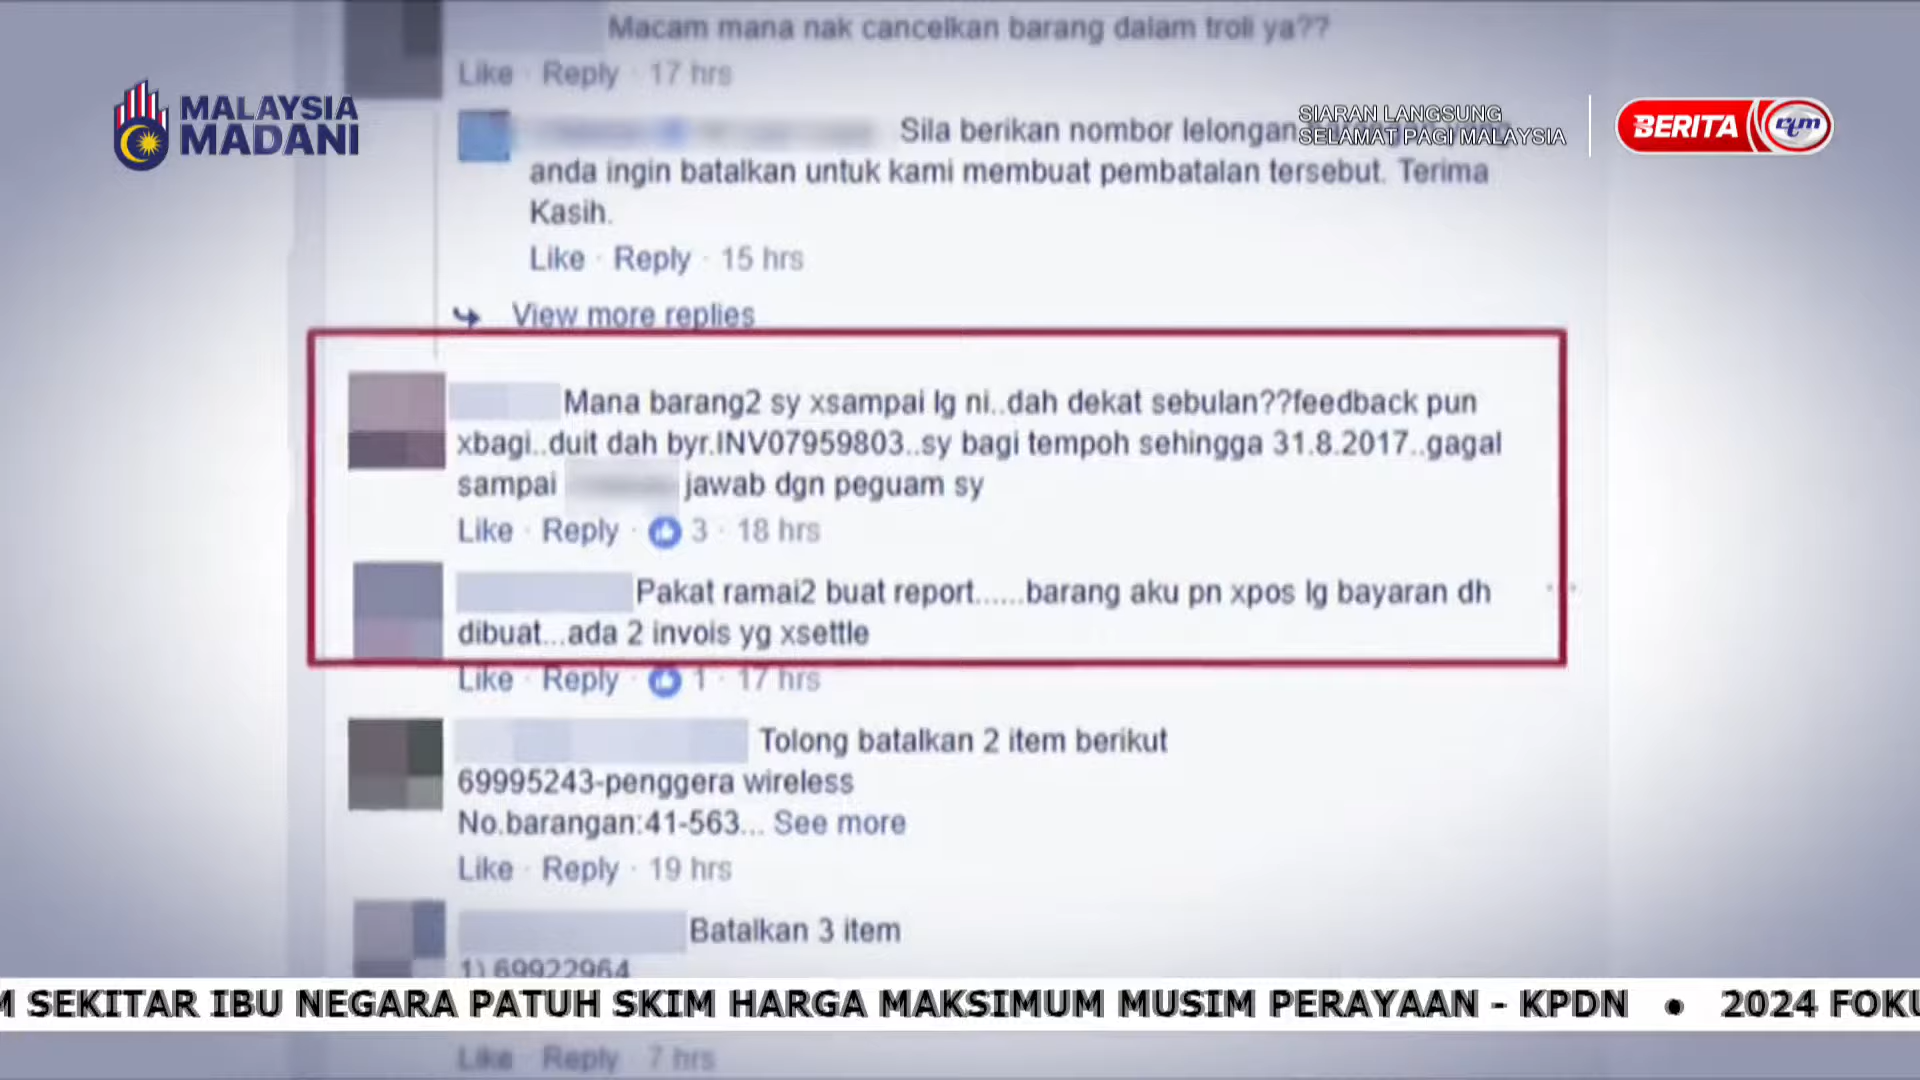 Macam mana nak cancelkan barang dalam troli ya??
Like · Reply · 17 hrs
MALAYSIA
MADANI
SIARAN LANGSUNG
SELAMAT PAGI MALAYSIA
BERITA rtm
Sila berikan nombor lelongan
anda ingin batalkan untuk kami membuat pembatalan tersebut. Terima
Kasih.
Like · Reply · 15 hrs
View more replies
Mana barang2 sy xsampai lg ni..dah dekat sebulan??feedback pun
xbagi..duit dah byr.INV07959803..sy bagi tempoh sehingga 31.8.2017..gagal
sampai jawab dgn peguam sy
Like · Reply · 3 · 18 hrs
Pakat ramai2 buat report......barang aku pn xpos lg bayaran dh
dibuat...ada 2 invois yg xsettle
Like · Reply · 1 · 17 hrs
Tolong batalkan 2 item berikut
69995243-penggera wireless
No.barangan:41-563... See more
Like · Reply · 19 hrs
Batalkan 3 item
1) 69922964
M SEKITAR IBU NEGARA PATUH SKIM HARGA MAKSIMUM MUSIM PERAYAAN - KPDN • 2024 FOKU
Like · Reply · 7 hrs